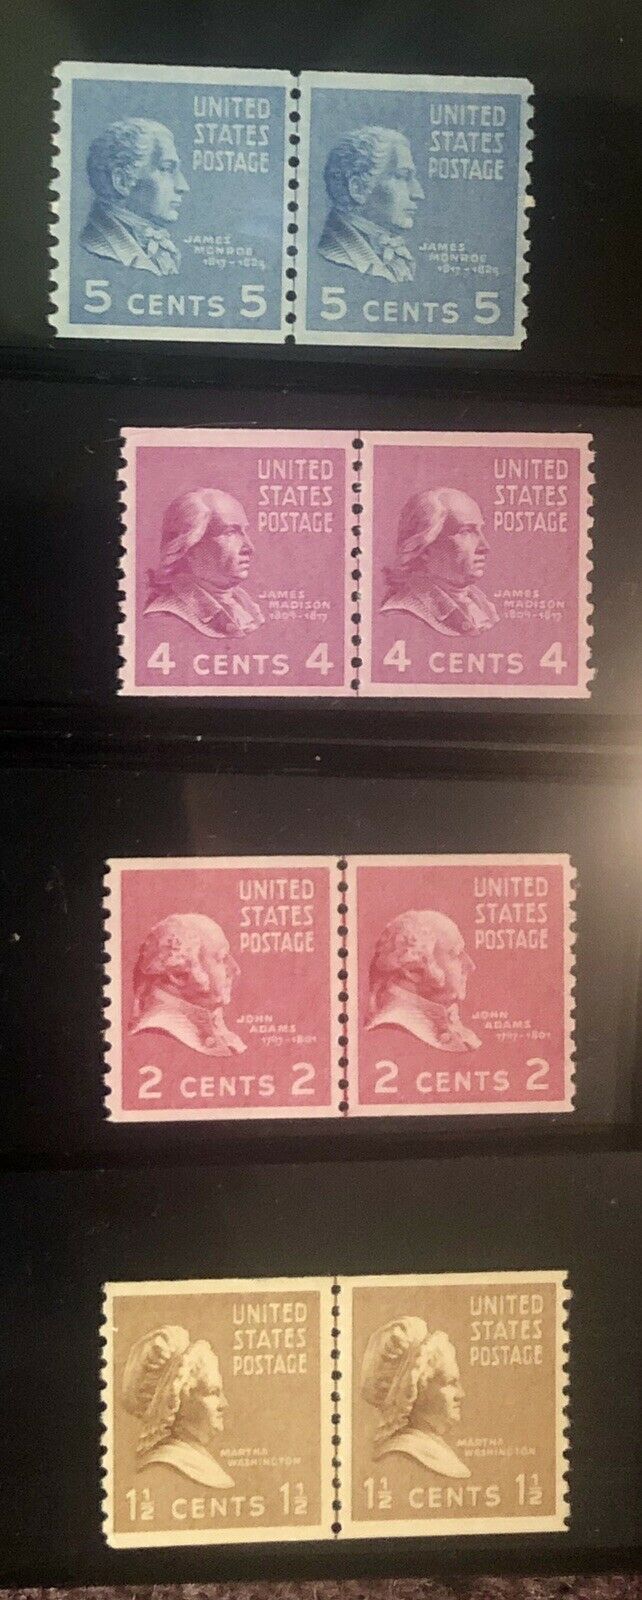 UNITED
STATES
POSTAGE
JAMES
MONROE
1817-1825
5 CENTS 5
UNITED
STATES
POSTAGE
JAMES
MONROE
1817-1825
5 CENTS 5
UNITED
STATES
POSTAGE
JAMES
MADISON
1809-1817
4 CENTS 4
UNITED
STATES
POSTAGE
JAMES
MADISON
1809-1817
4 CENTS 4
UNITED
STATES
POSTAGE
JOHN
ADAMS
1797-1801
2 CENTS 2
UNITED
STATES
POSTAGE
JOHN
ADAMS
1797-1801
2 CENTS 2
UNITED
STATES
POSTAGE
MARTHA
WASHINGTON
1½ CENTS 1½
UNITED
STATES
POSTAGE
MARTHA
WASHINGTON
1½ CENTS 1½